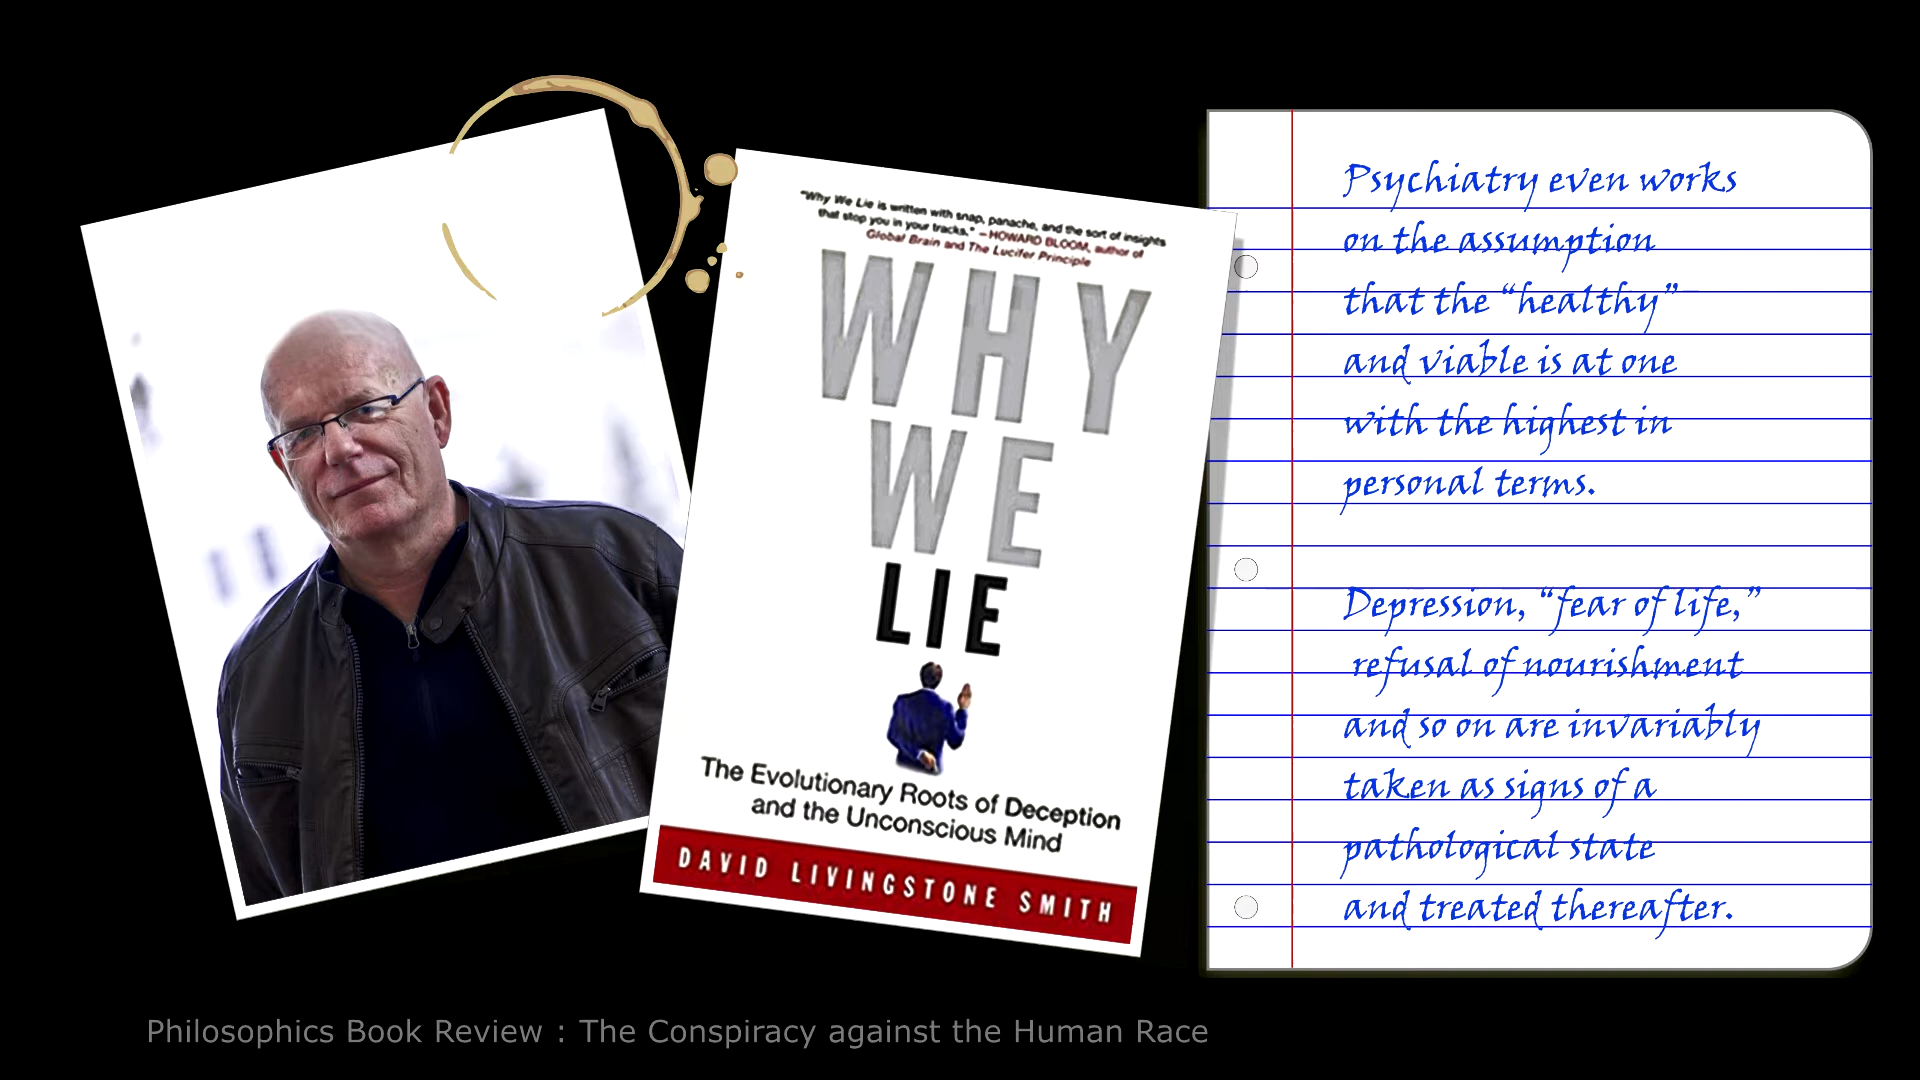 "Why We Lie is written with snap, panache, and the sort of insights
that stop you in your tracks." —HOWARD BLOOM, author of
Global Brain and The Lucifer Principle
WHY
WE
LIE
The Evolutionary Roots of Deception
and the Unconscious Mind
DAVID LIVINGSTONE SMITH
Psychiatry even works
on the assumption
that the “healthy”
and viable is at one
with the highest in
personal terms.
Depression, “fear of life,”
refusal of nourishment
and so on are invariably
taken as signs of a
pathological state
and treated thereafter.
Philosophics Book Review : The Conspiracy against the Human Race